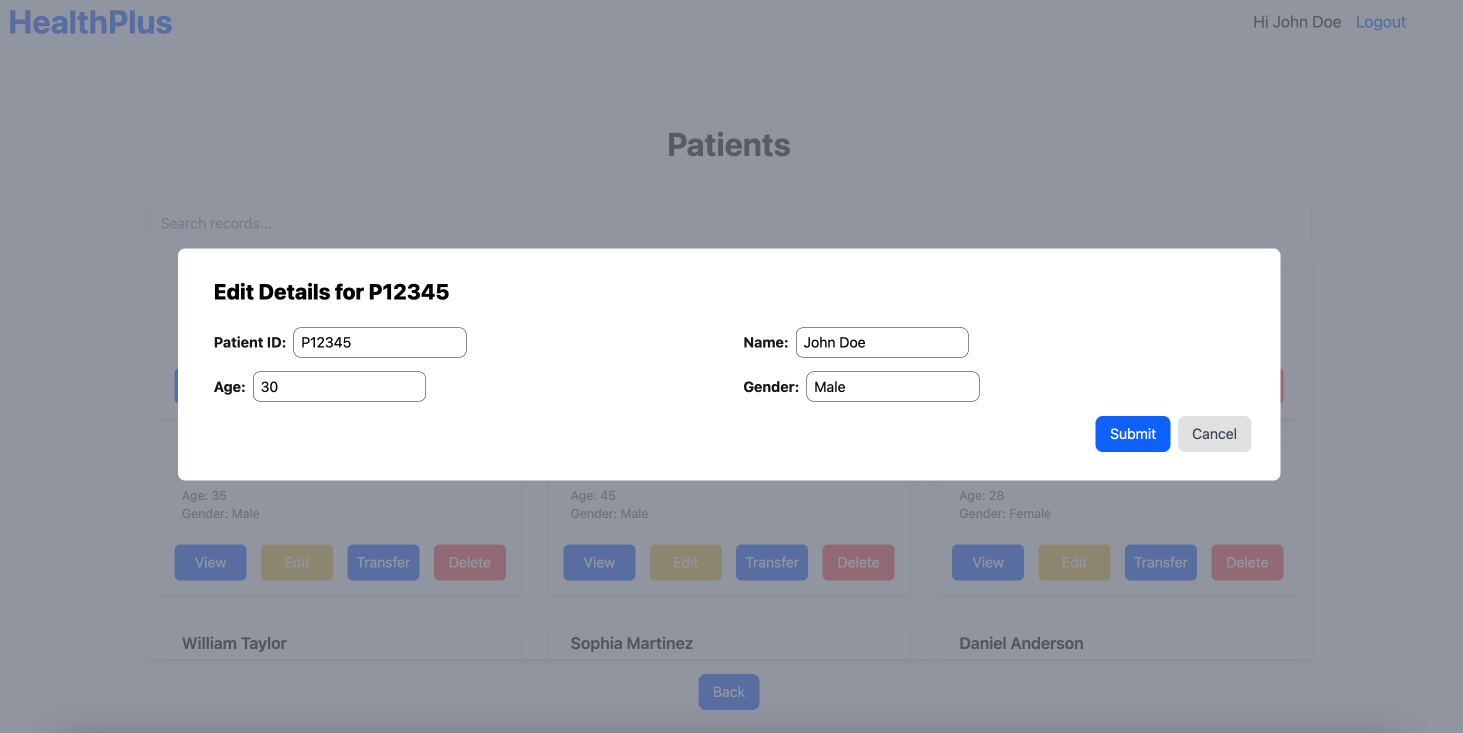 HealthPlus
Hi John Doe Logout
Patients
Search records...
Edit Details for P12345
Patient ID: P12345
Name: John Doe
Age: 30
Gender: Male
Submit Cancel
Age: 35
Gender: Male
View Edit Transfer Delete
Age: 45
Gender: Male
View Edit Transfer Delete
Age: 28
Gender: Female
View Edit Transfer Delete
William Taylor
Sophia Martinez
Daniel Anderson
Back